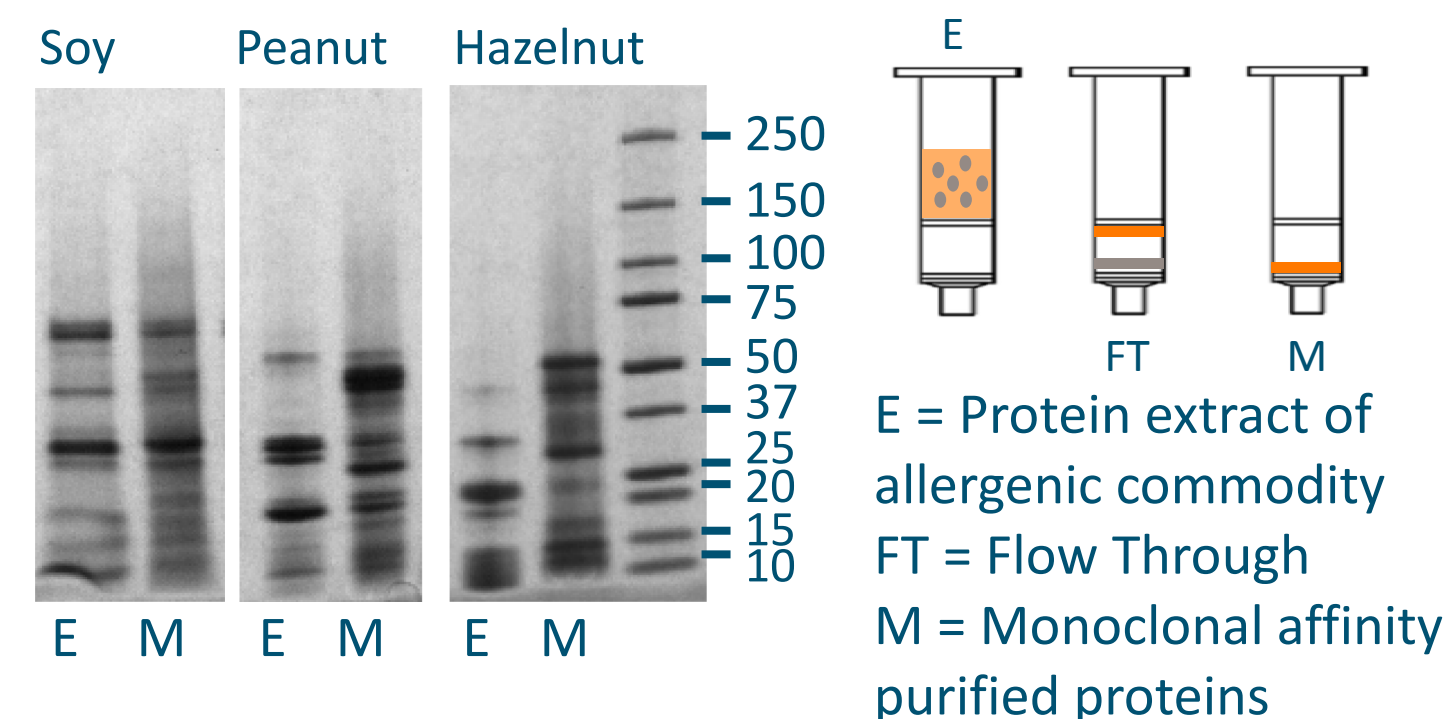 Soy
Peanut
Hazelnut
E
250
150
100
75
50
37
25
20
15
10
E M
E M
E M
FT
M
E = Protein extract of
allergenic commodity
FT = Flow Through
M = Monoclonal affinity
purified proteins